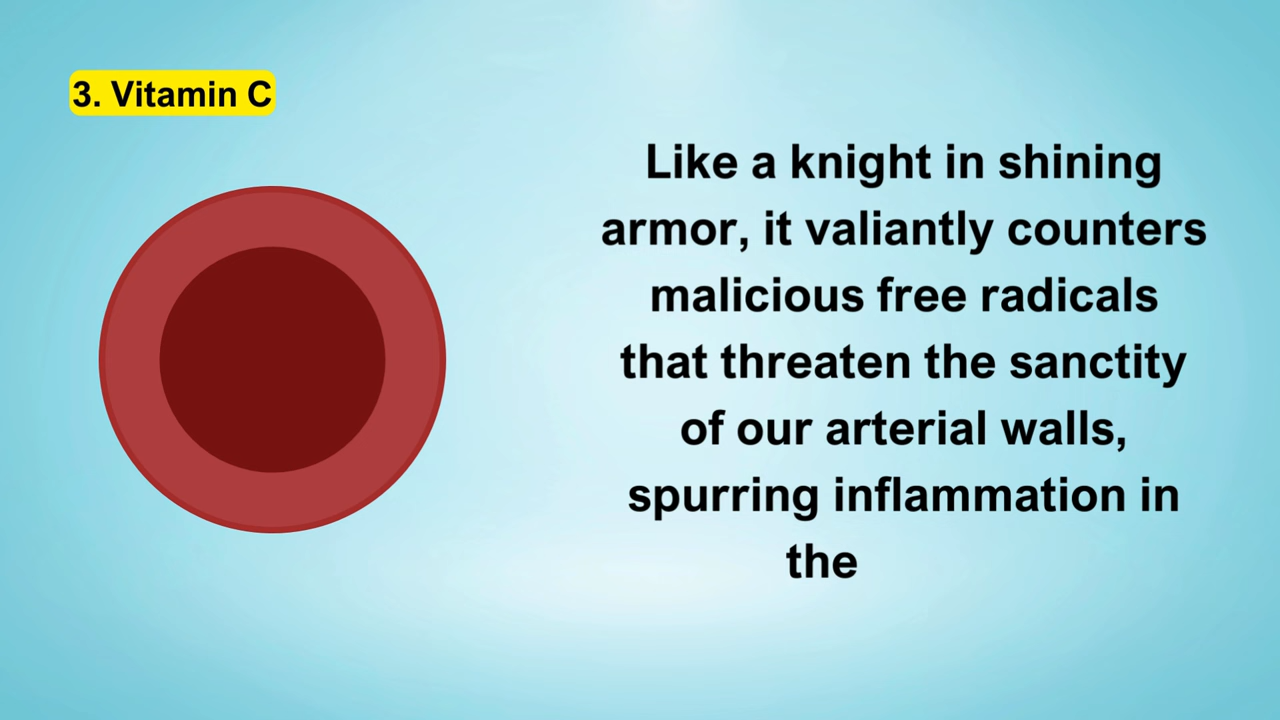 3. Vitamin C
Like a knight in shining
armor, it valiantly counters
malicious free radicals
that threaten the sanctity
of our arterial walls,
spurring inflammation in
the